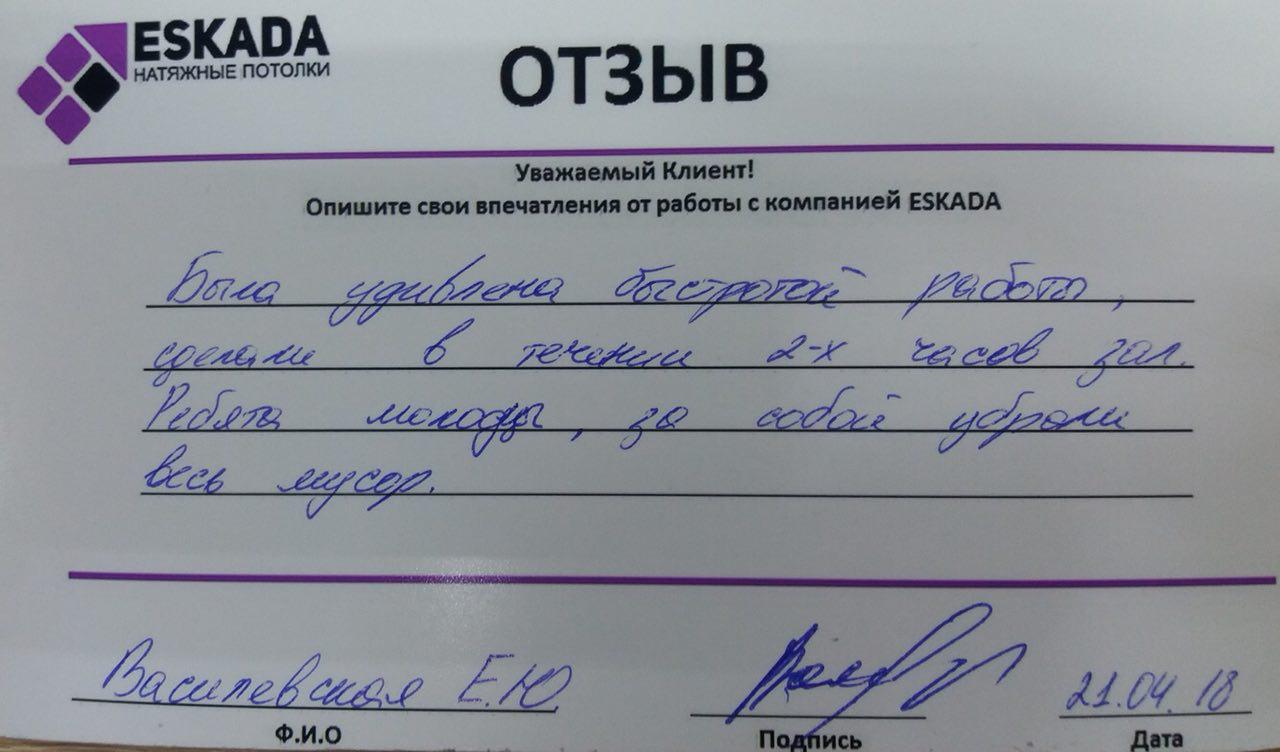 ESKADA
НАТЯЖНЫЕ ПОТОЛКИ
ОТЗЫВ
Уважаемый Клиент!
Опишите свои впечатления от работы с компанией ESKADA
Была удивлена быстротой работы,
сделали в течении 2-х часов зал.
Ребята молодцы, за собой убрали
весь мусор.
Василевская Е.Ю.
21.04.18
Ф.И.О Подпись Дата